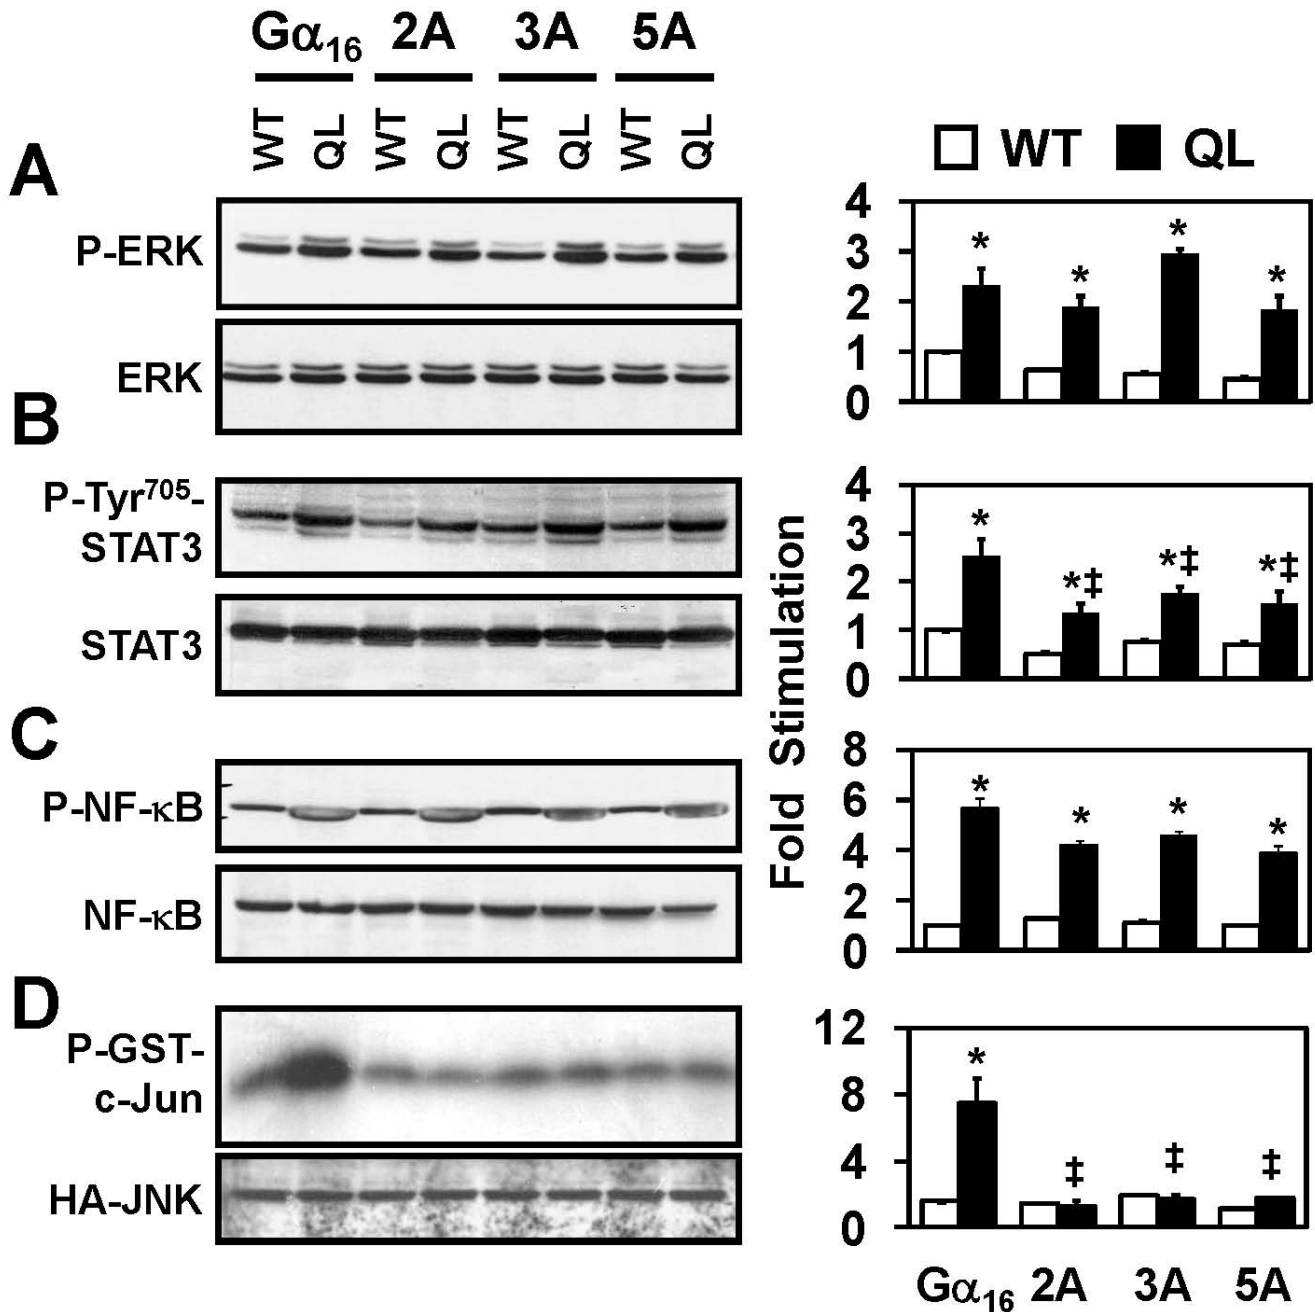 Gα16 2A 3A 5A
WT QL WT QL WT QL WT QL
WT QL
A
P-ERK
ERK
4
3
2
1
0
B
P-Tyr705-
STAT3
STAT3
4
3
2
1
0
Fold Stimulation
C
P-NF-κB
NF-κB
8
6
4
2
0
D
P-GST-
c-Jun
HA-JNK
12
8
4
0
* * * *
* *‡ *‡ *‡
* * * *
* ‡ ‡ ‡
Gα16 2A 3A 5A